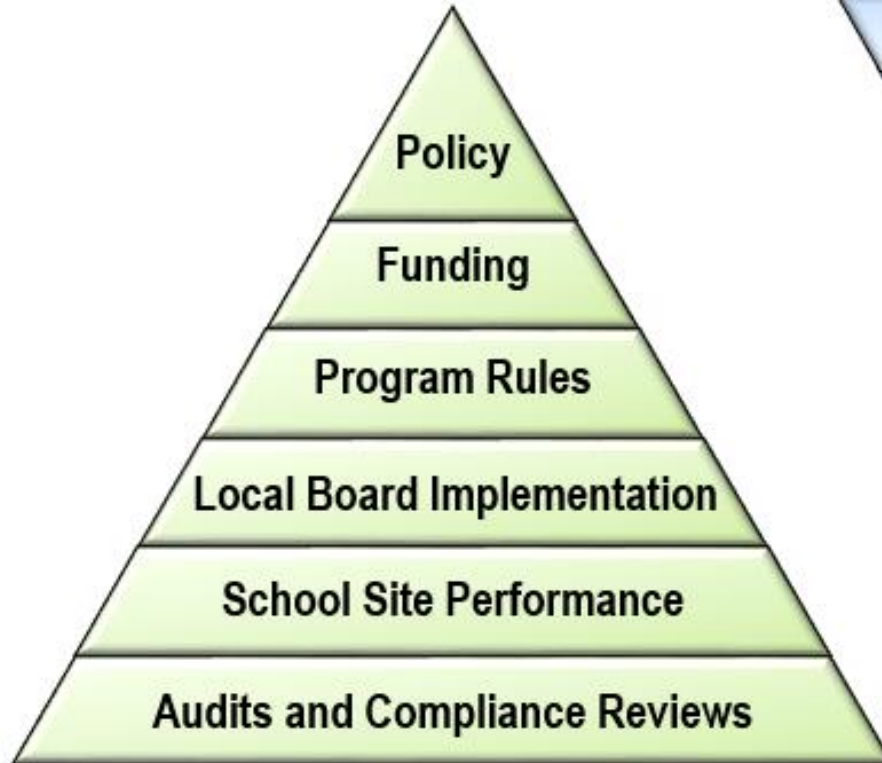 Policy
Funding
Program Rules
Local Board Implementation
School Site Performance
Audits and Compliance Reviews